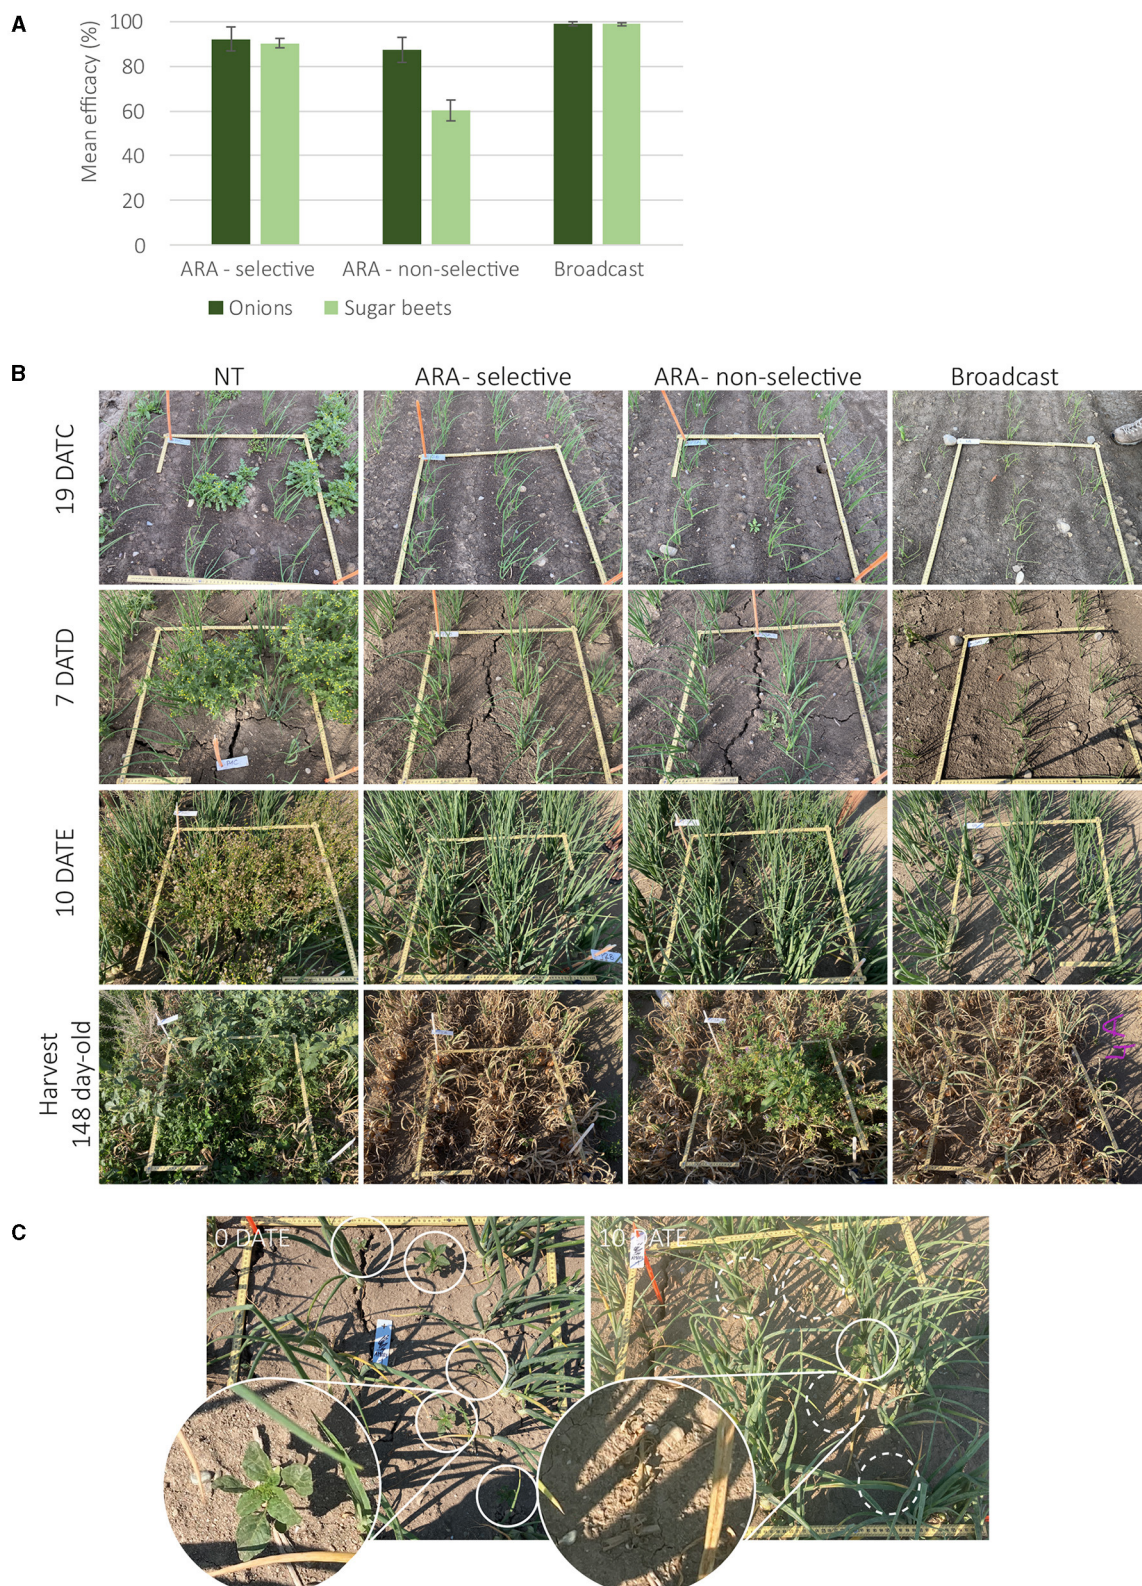 A
Mean efficacy (%)
100
80
60
40
20
0
ARA - selective
ARA - non-selective
Broadcast
Onions
Sugar beets
B
NT
ARA- selective
ARA- non-selective
Broadcast
19 DATC
7 DATD
10 DATE
Harvest
148 day-old
4A
C
0 DATE
10 DATE